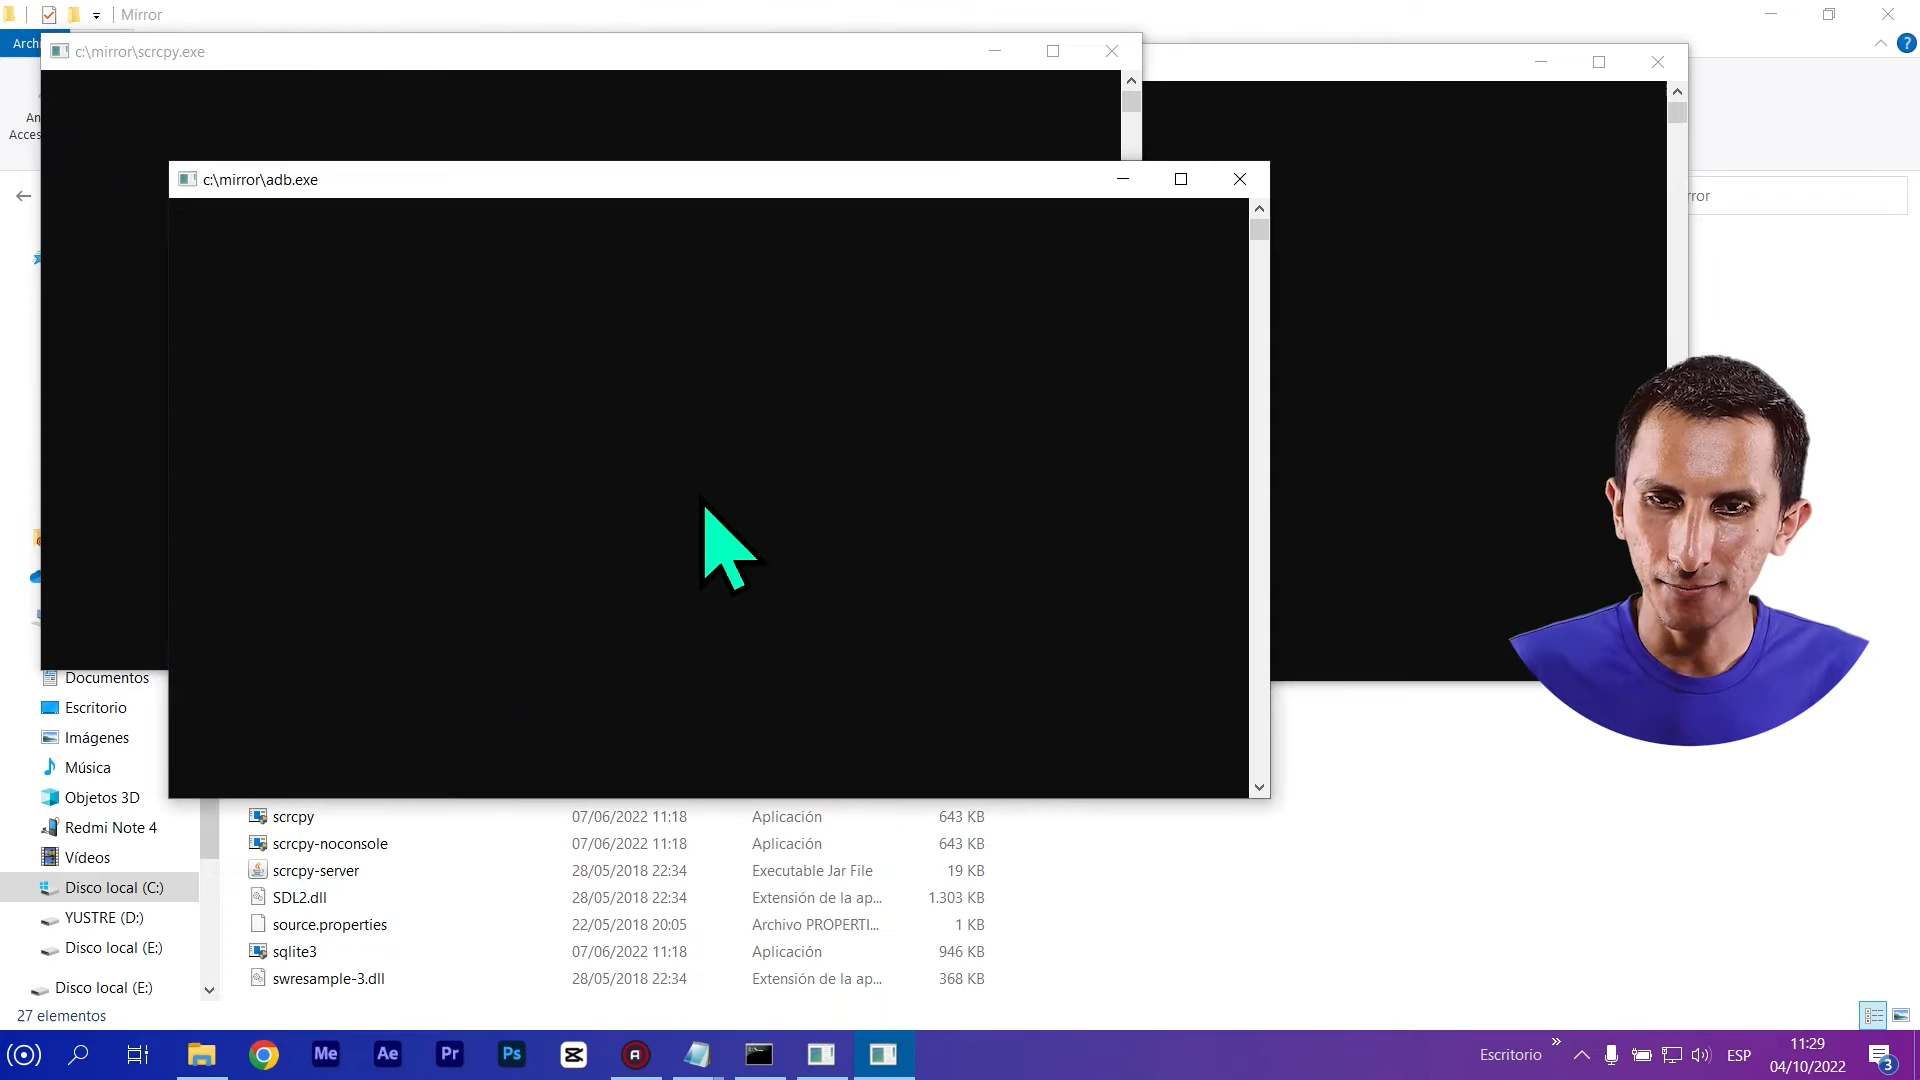 Mirror
Archi
c:\mirror\scrcpy.exe
An
Acces
c:\mirror\adb.exe
rror
Documentos
Escritorio
Imágenes
Música
Objetos 3D
Redmi Note 4
Vídeos
Disco local (C:)
YUSTRE (D:)
Disco local (E:)
Disco local (E:)
scrcpy 07/06/2022 11:18 Aplicación 643 KB
scrcpy-noconsole 07/06/2022 11:18 Aplicación 643 KB
scrcpy-server 28/05/2018 22:34 Executable Jar File 19 KB
SDL2.dll 28/05/2018 22:34 Extensión de la ap... 1.303 KB
source.properties 22/05/2018 20:05 Archivo PROPERTI... 1 KB
sqlite3 07/06/2022 11:18 Aplicación 946 KB
swresample-3.dll 28/05/2018 22:34 Extensión de la ap... 368 KB
27 elementos
Me Ae Pr Ps
Escritorio
ESP
11:29
04/10/2022
3